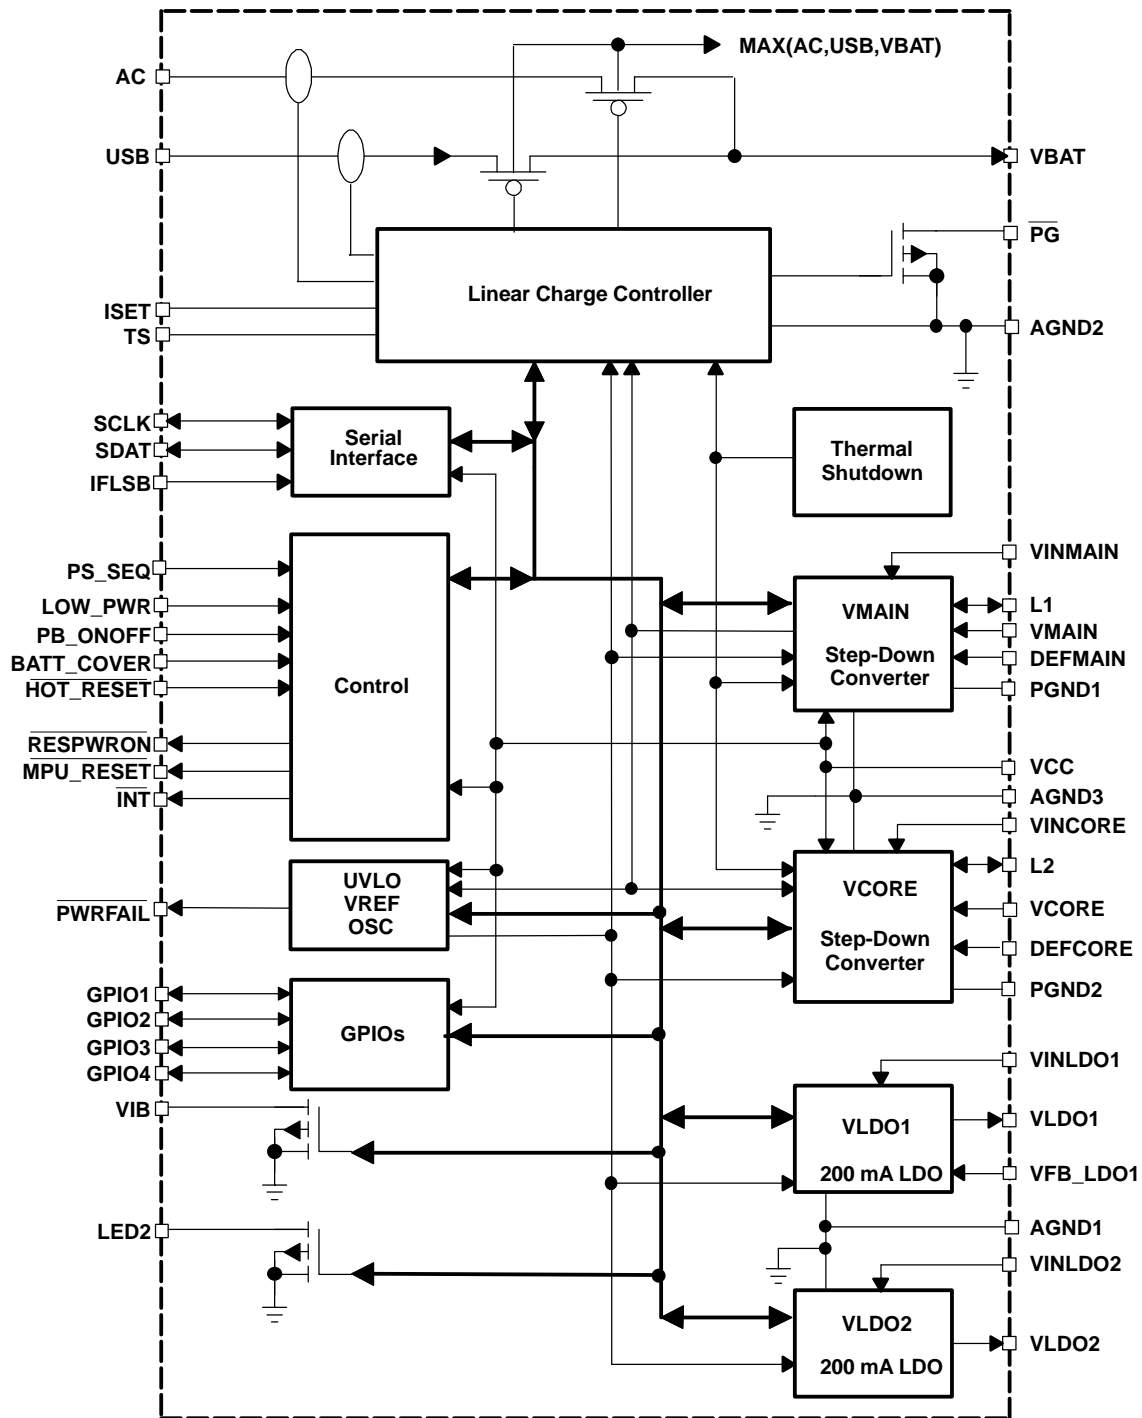 MAX(AC,USB,VBAT)
AC
USB
VBAT
PG
Linear Charge Controller
ISET
TS
AGND2
SCLK
SDAT
IFLSB
Serial
Interface
Thermal
Shutdown
PS_SEQ
LOW_PWR
PB_ONOFF
BATT_COVER
HOT_RESET
RESPWRON
MPU_RESET
INT
Control
VINMAIN
L1
VMAIN
DEFMAIN
PGND1
VMAIN
Step-Down
Converter
VCC
AGND3
VINCORE
L2
VCORE
DEFCORE
PGND2
VCORE
Step-Down
Converter
PWRFAIL
UVLO
VREF
OSC
GPIO1
GPIO2
GPIO3
GPIO4
GPIOs
VIB
LED2
VINLDO1
VLDO1
VFB_LDO1
VLDO1
200 mA LDO
AGND1
VINLDO2
VLDO2
VLDO2
200 mA LDO